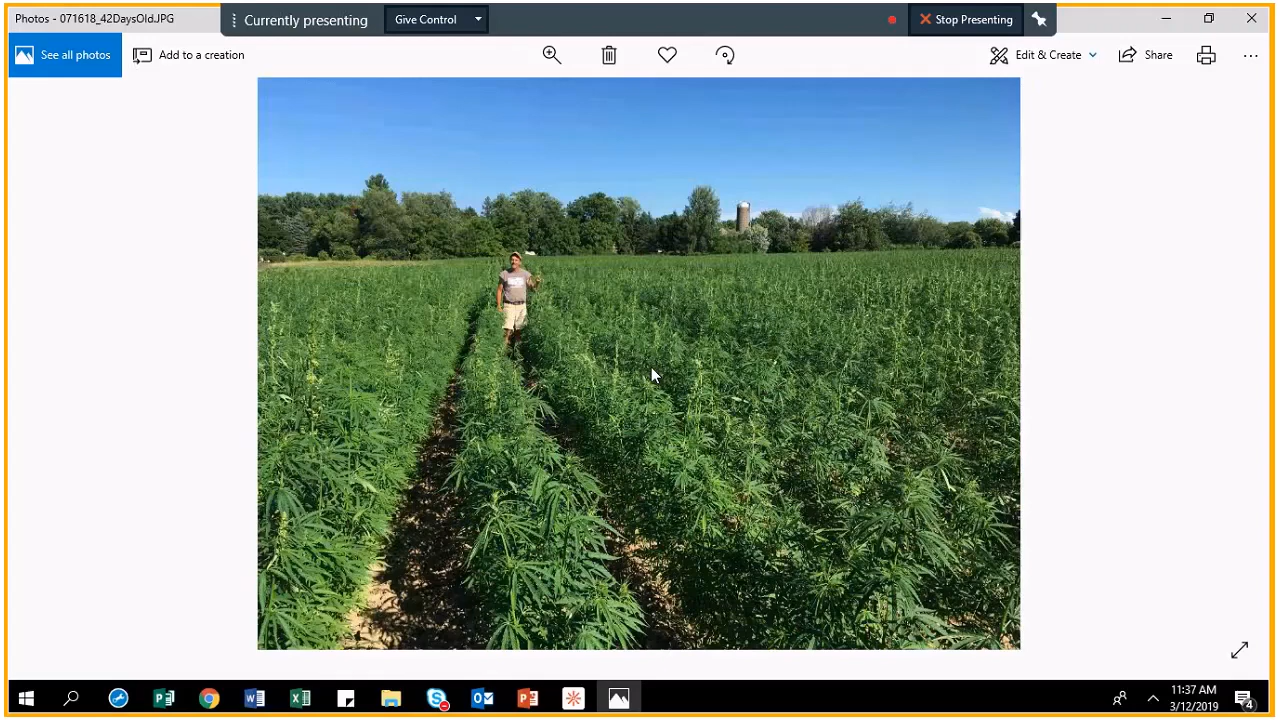 Photos - 071618_42DaysOld.JPG
Currently presenting
Give Control
Stop Presenting
See all photos
Add to a creation
Edit & Create
Share
11:37 AM
3/12/2019
4